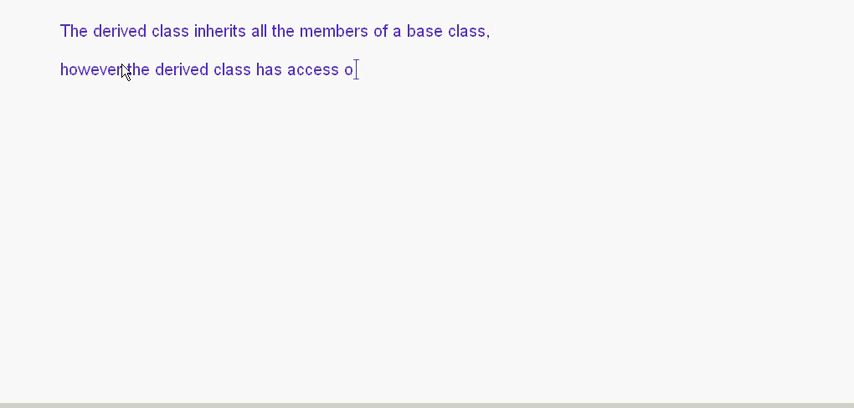 The derived class inherits all the members of a base class,
however the derived class has access o